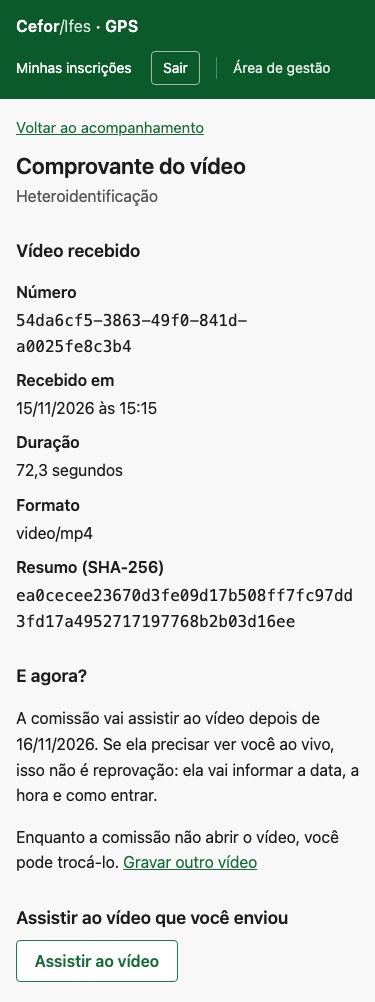 Cefor/Ifes · GPS
Minhas inscrições Sair Área de gestão
Voltar ao acompanhamento
Comprovante do vídeo
Heteroidentificação
Vídeo recebido
Número
54da6cf5-3863-49f0-841d-
a0025fe8c3b4
Recebido em
15/11/2026 às 15:15
Duração
72,3 segundos
Formato
video/mp4
Resumo (SHA-256)
ea0cecee23670d3fe09d17b508ff7fc97dd
3fd17a4952717197768b2b03d16ee
E agora?
A comissão vai assistir ao vídeo depois de
16/11/2026. Se ela precisar ver você ao vivo,
isso não é reprovação: ela vai informar a data, a
hora e como entrar.
Enquanto a comissão não abrir o vídeo, você
pode trocá-lo. Gravar outro vídeo
Assistir ao vídeo que você enviou
Assistir ao vídeo